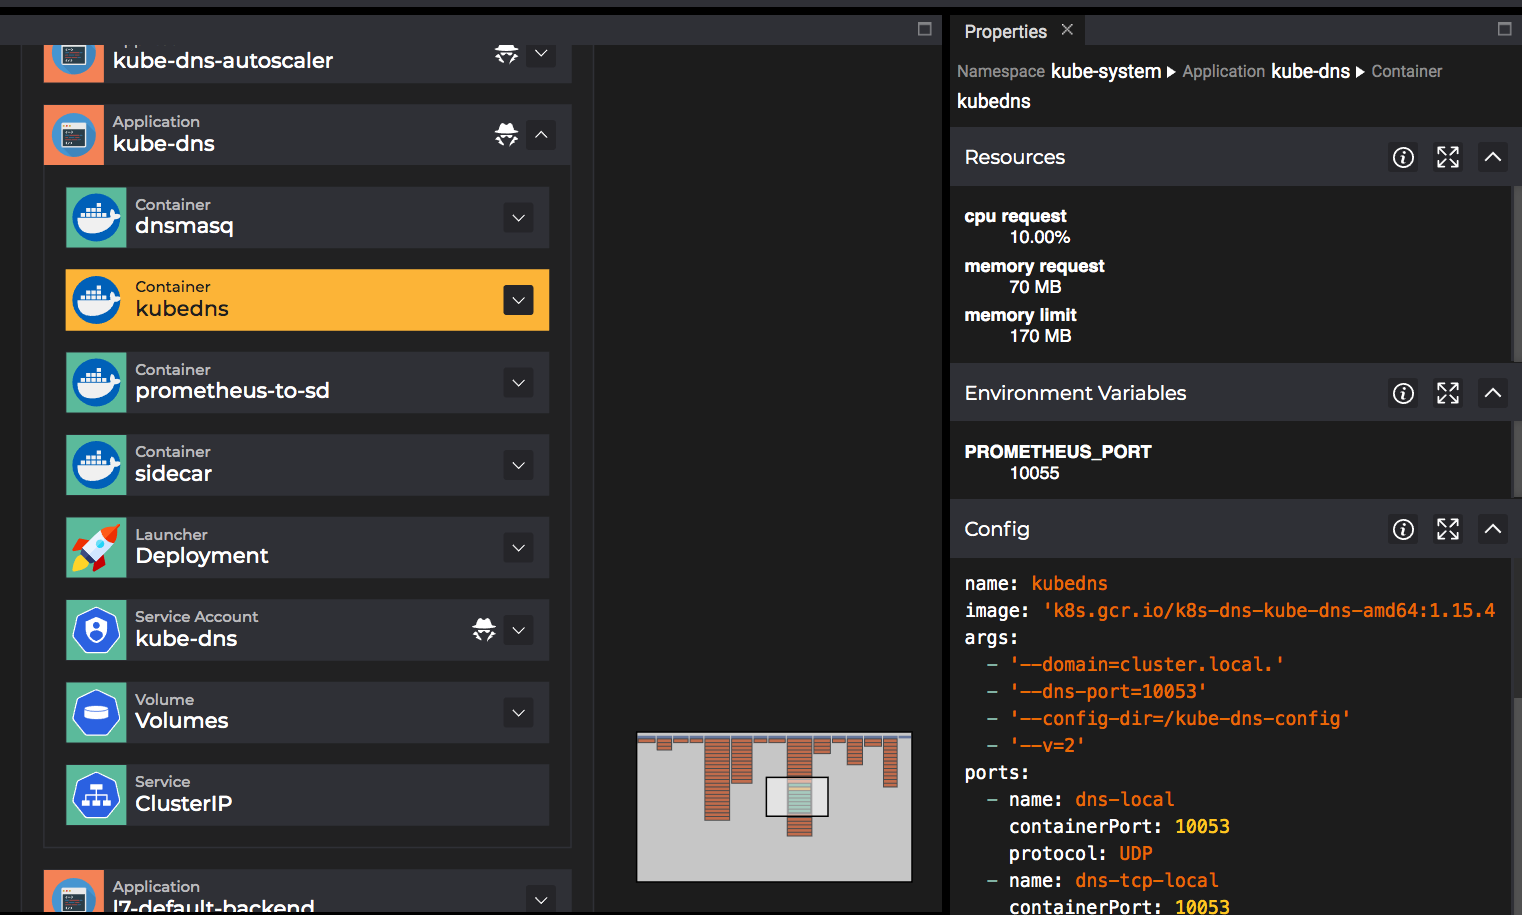 kube-dns-autoscaler
Application
kube-dns
Container
dnsmasq
Container
kubedns
Container
prometheus-to-sd
Container
sidecar
Launcher
Deployment
Service Account
kube-dns
Volume
Volumes
Service
ClusterIP
Application
l7-default-backend
Properties
Namespace kube-system Application kube-dns Container
kubedns
Resources
cpu request
10.00%
memory request
70 MB
memory limit
170 MB
Environment Variables
PROMETHEUS_PORT
10055
Config
name: kubedns
image: 'k8s.gcr.io/k8s-dns-kube-dns-amd64:1.15.4
args:
- '--domain=cluster.local.'
- '--dns-port=10053'
- '--config-dir=/kube-dns-config'
- '--v=2'
ports:
- name: dns-local
containerPort: 10053
protocol: UDP
- name: dns-tcp-local
containerPort: 10053